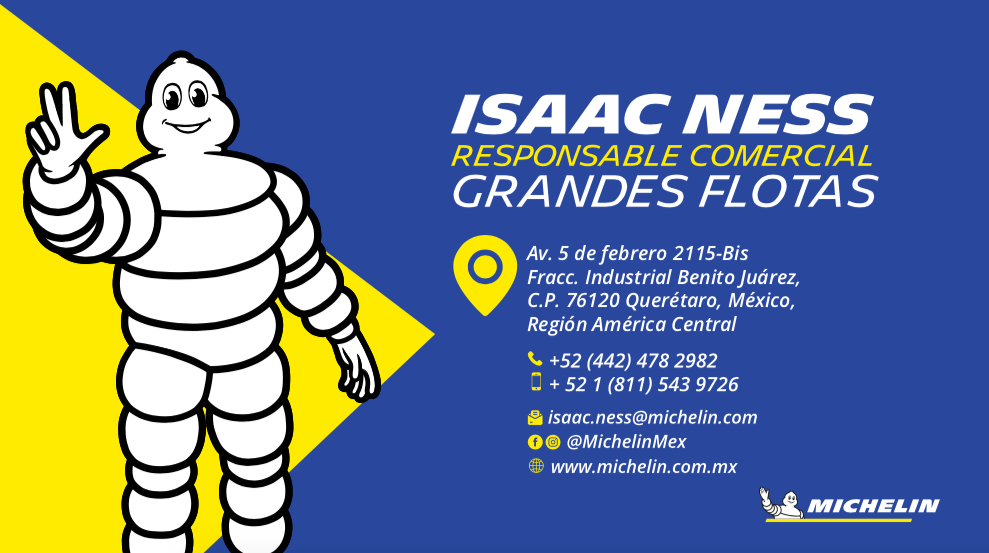 ISAAC NESS
RESPONSABLE COMERCIAL
GRANDES FLOTAS
Av. 5 de febrero 2115-Bis
Fracc. Industrial Benito Juárez,
C.P. 76120 Querétaro, México,
Región América Central
+52 (442) 478 2982
+ 52 1 (811) 543 9726
isaac.ness@michelin.com
@MichelinMex
www.michelin.com.mx
MICHELIN